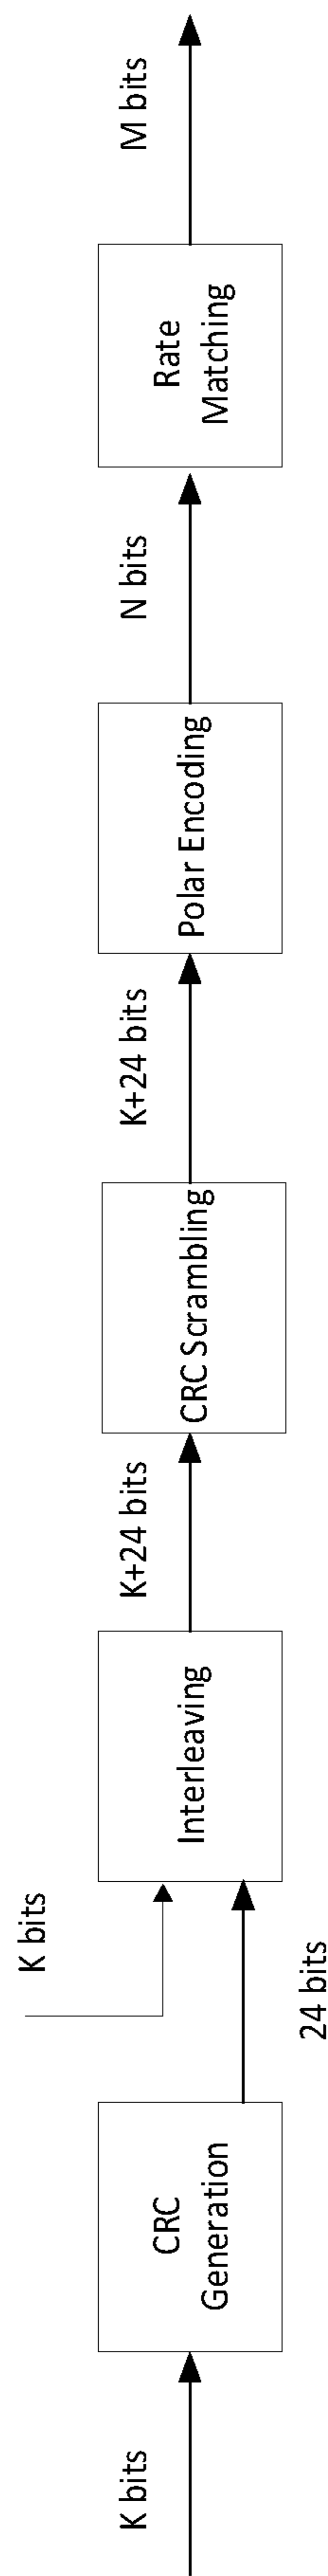 K bits
CRC
Generation
24 bits
K bits
Interleaving
K+24 bits
CRC Scrambling
K+24 bits
Polar Encoding
N bits
Rate
Matching
M bits